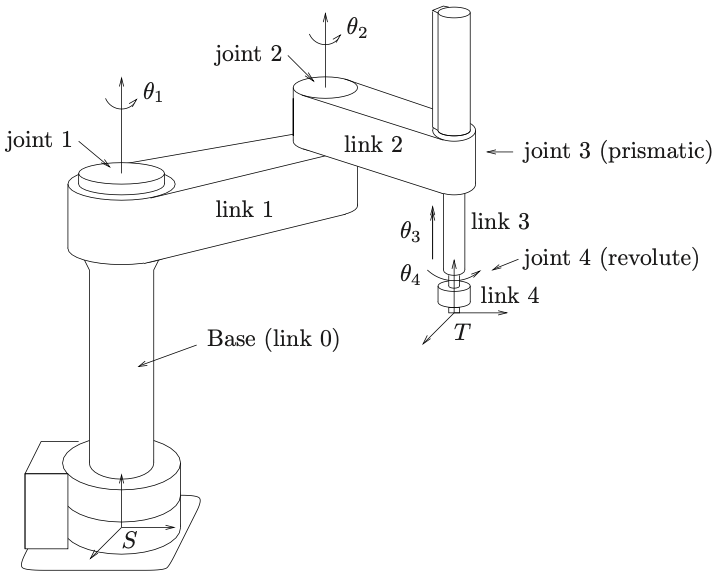 θ₂
joint 2
θ₁
joint 1
link 2
joint 3 (prismatic)
link 1
link 3
θ₃
joint 4 (revolute)
θ₄
link 4
T
Base (link 0)
S